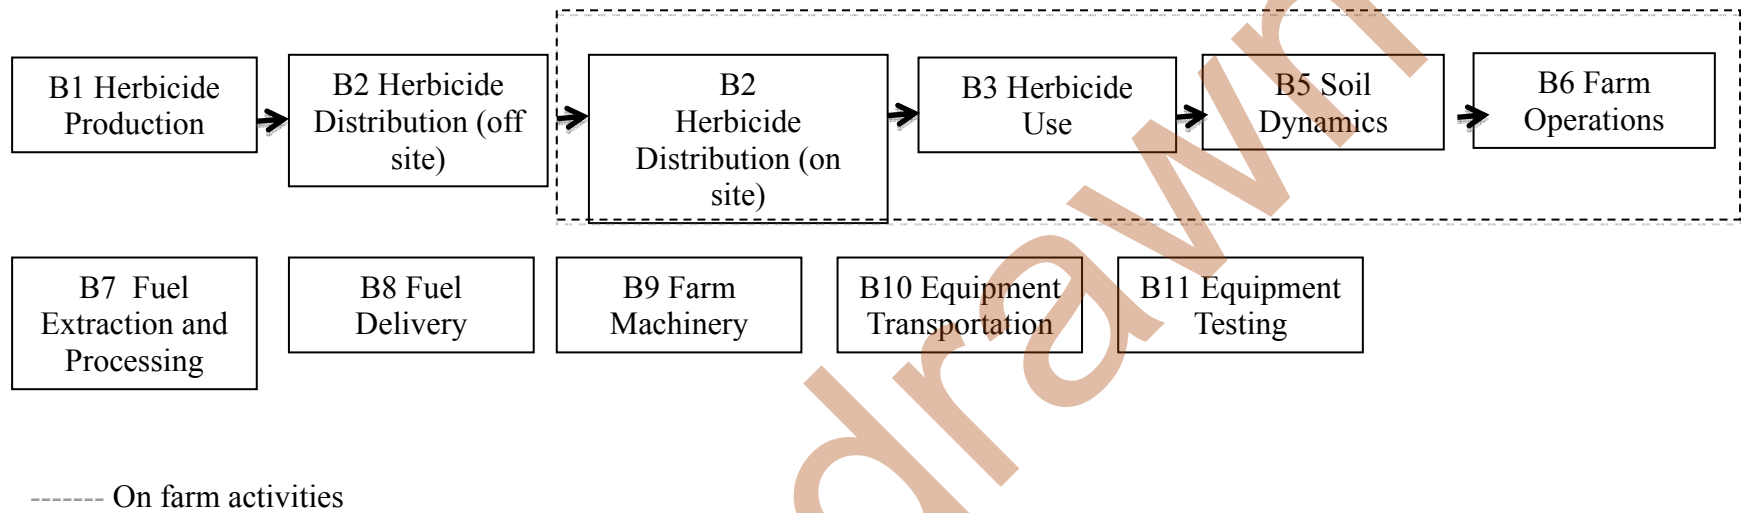 B1 Herbicide
Production
B2 Herbicide
Distribution (off
site)
B2
Herbicide
Distribution (on
site)
B3 Herbicide
Use
B5 Soil
Dynamics
B6 Farm
Operations
B7 Fuel
Extraction and
Processing
B8 Fuel
Delivery
B9 Farm
Machinery
B10 Equipment
Transportation
B11 Equipment
Testing
------- On farm activities
drawn